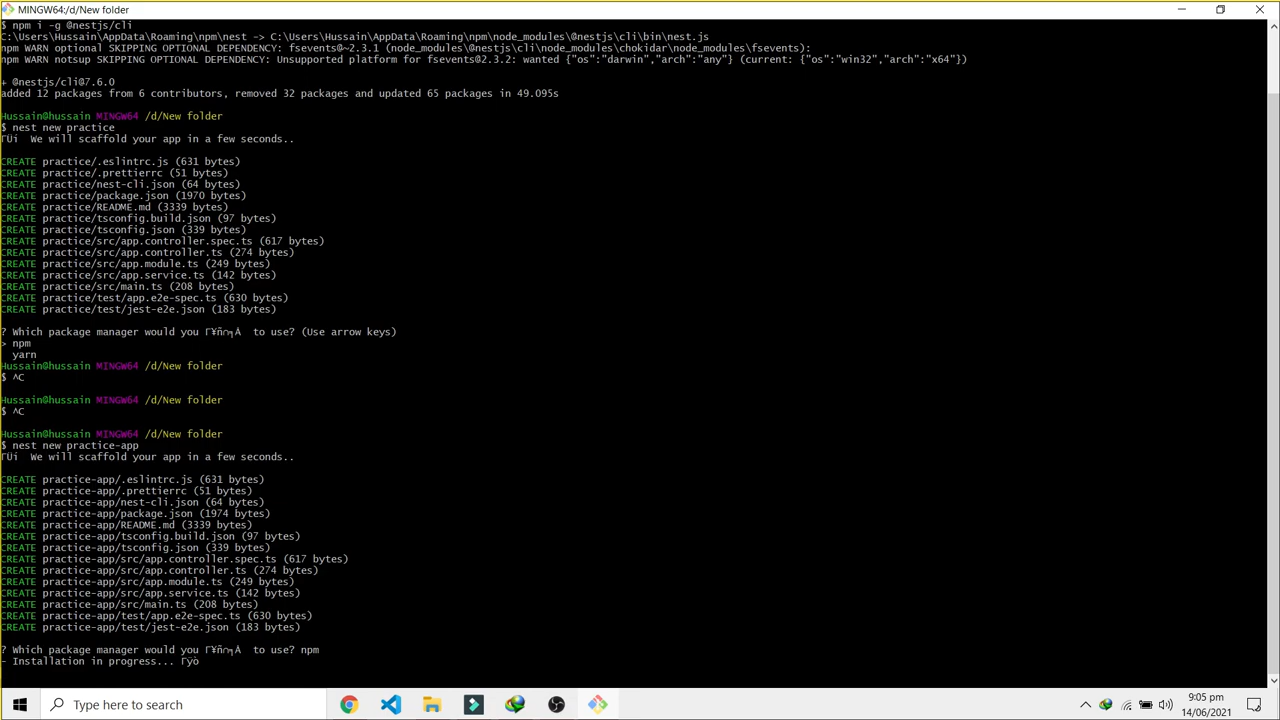 MINGW64:/d/New folder
$ npm i -g @nestjs/cli
C:\Users\Hussain\AppData\Roaming\npm\nest -> C:\Users\Hussain\AppData\Roaming\npm\node_modules\@nestjs\cli\bin\nest.js
npm WARN optional SKIPPING OPTIONAL DEPENDENCY: fsevents@~2.3.1 (node_modules\@nestjs\cli\node_modules\chokidar\node_modules\fsevents):
npm WARN notsup SKIPPING OPTIONAL DEPENDENCY: Unsupported platform for fsevents@2.3.2: wanted {"os":"darwin","arch":"any"} (current: {"os":"win32","arch":"x64"})
+ @nestjs/cli@7.6.0
added 12 packages from 6 contributors, removed 32 packages and updated 65 packages in 49.095s
Hussain@hussain MINGW64 /d/New folder
$ nest new practice
ΓÜí  We will scaffold your app in a few seconds..
CREATE practice/.eslintrc.js (631 bytes)
CREATE practice/.prettierrc (51 bytes)
CREATE practice/nest-cli.json (64 bytes)
CREATE practice/package.json (1970 bytes)
CREATE practice/README.md (3339 bytes)
CREATE practice/tsconfig.build.json (97 bytes)
CREATE practice/tsconfig.json (339 bytes)
CREATE practice/src/app.controller.spec.ts (617 bytes)
CREATE practice/src/app.controller.ts (274 bytes)
CREATE practice/src/app.module.ts (249 bytes)
CREATE practice/src/app.service.ts (142 bytes)
CREATE practice/src/main.ts (208 bytes)
CREATE practice/test/app.e2e-spec.ts (630 bytes)
CREATE practice/test/jest-e2e.json (183 bytes)
? Which package manager would you to use? (Use arrow keys)
> npm
yarn
Hussain@hussain MINGW64 /d/New folder
$ ^C
Hussain@hussain MINGW64 /d/New folder
$ ^C
Hussain@hussain MINGW64 /d/New folder
$ nest new practice-app
ΓÜí  We will scaffold your app in a few seconds..
CREATE practice-app/.eslintrc.js (631 bytes)
CREATE practice-app/.prettierrc (51 bytes)
CREATE practice-app/nest-cli.json (64 bytes)
CREATE practice-app/package.json (1974 bytes)
CREATE practice-app/README.md (3339 bytes)
CREATE practice-app/tsconfig.build.json (97 bytes)
CREATE practice-app/tsconfig.json (339 bytes)
CREATE practice-app/src/app.controller.spec.ts (617 bytes)
CREATE practice-app/src/app.controller.ts (274 bytes)
CREATE practice-app/src/app.module.ts (249 bytes)
CREATE practice-app/src/app.service.ts (142 bytes)
CREATE practice-app/src/main.ts (208 bytes)
CREATE practice-app/test/app.e2e-spec.ts (630 bytes)
CREATE practice-app/test/jest-e2e.json (183 bytes)
? Which package manager would you to use? npm
- Installation in progress...
Type here to search
9:05 pm
14/06/2021